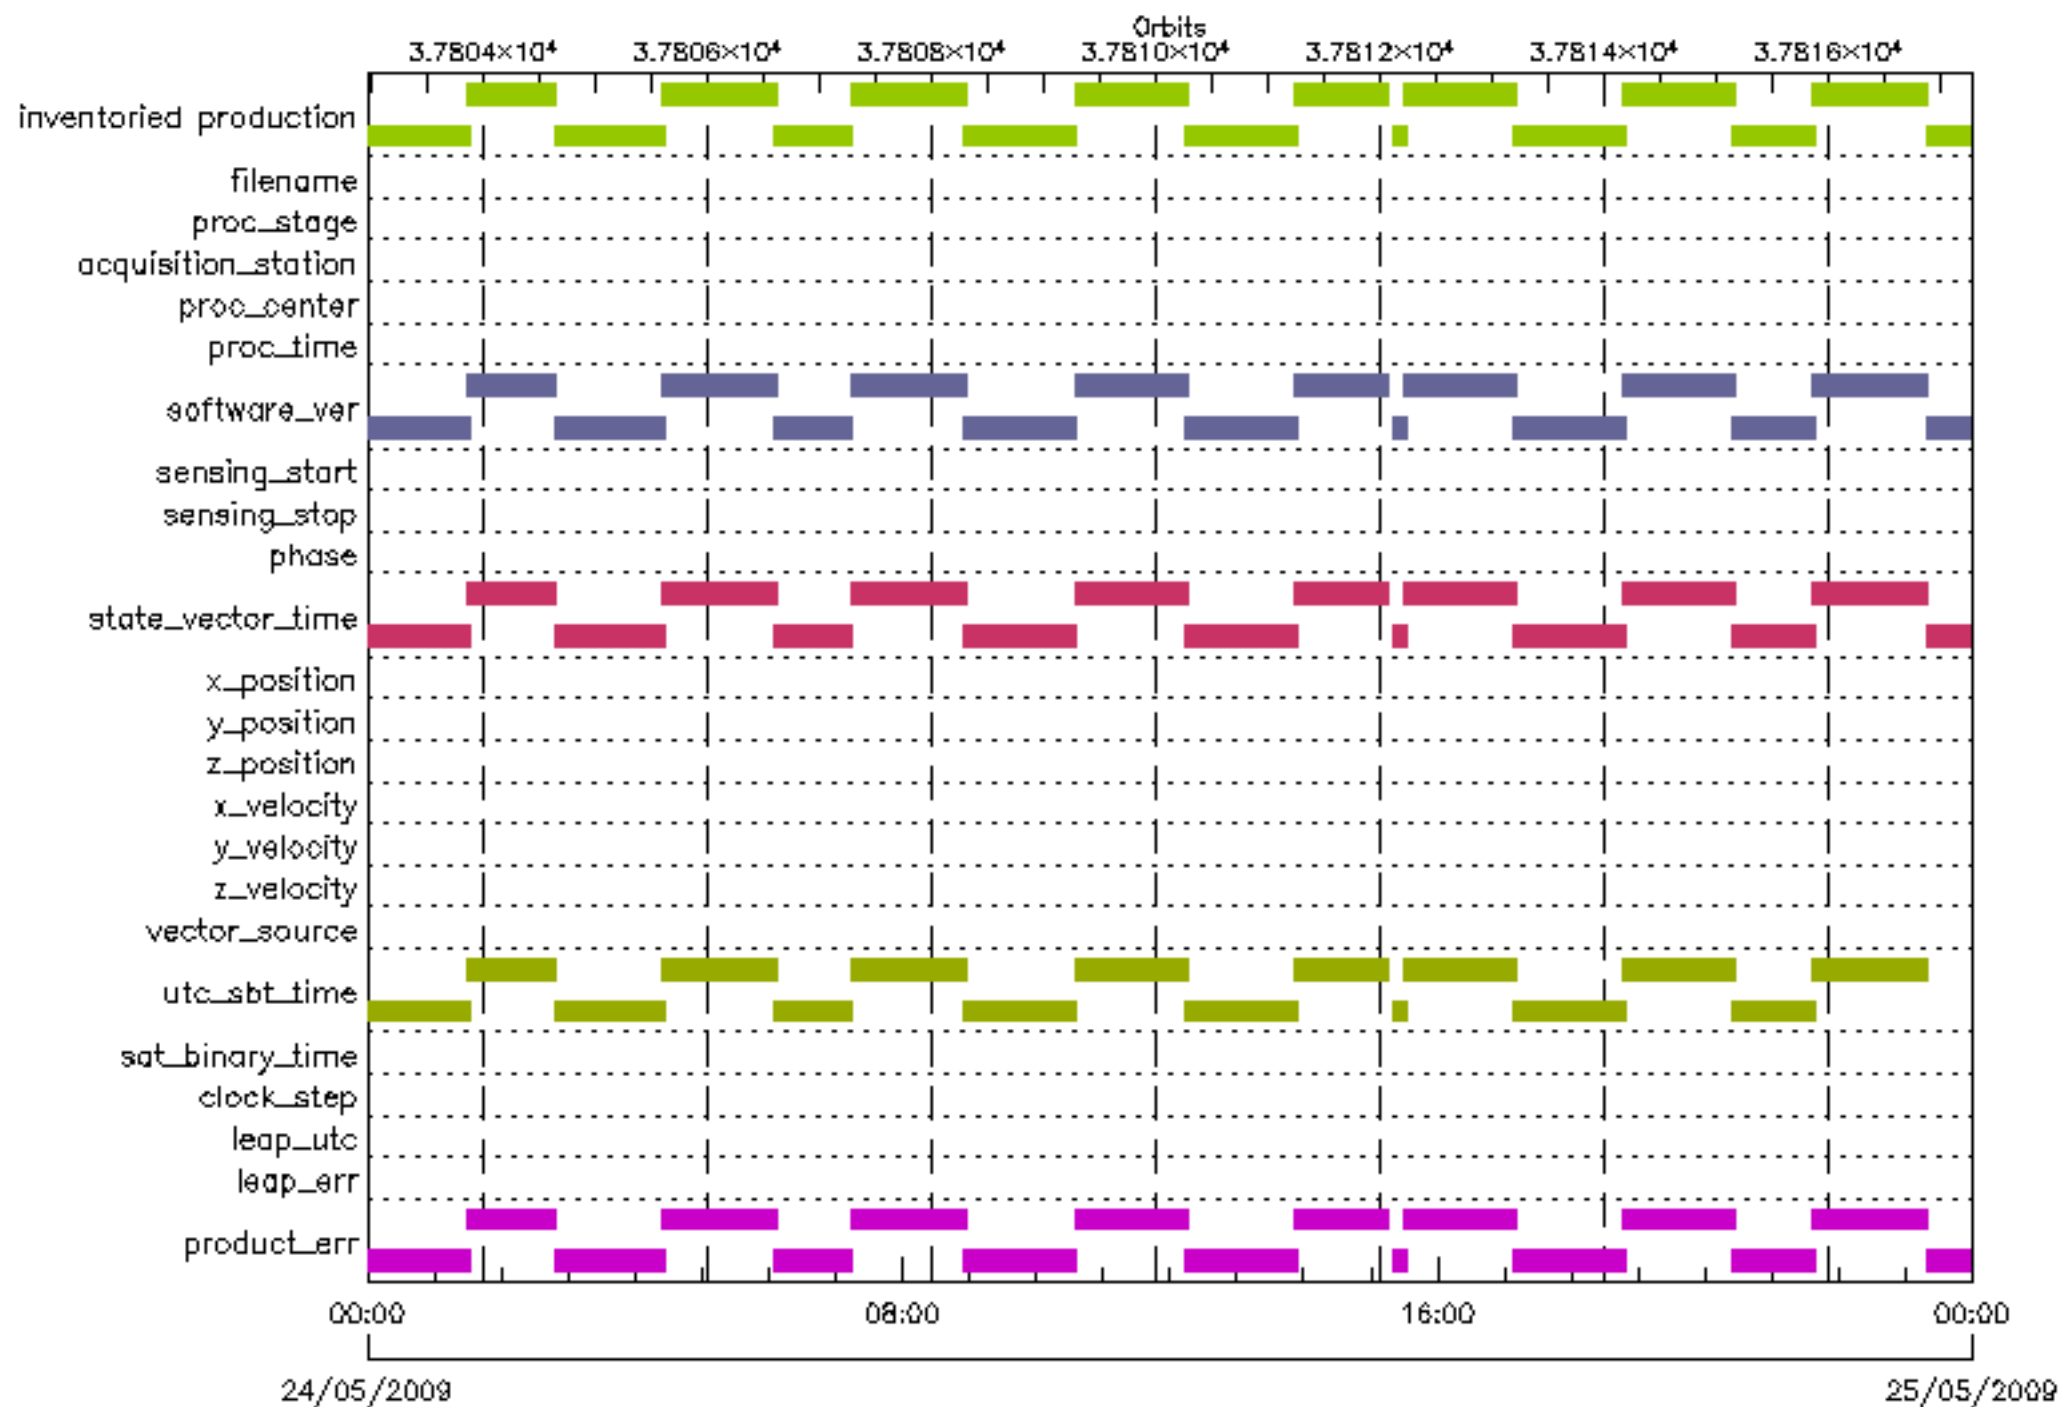 Orbits
3.7804×10⁴ 3.7806×10⁴ 3.7808×10⁴ 3.7810×10⁴ 3.7812×10⁴ 3.7814×10⁴ 3.7816×10⁴
inventoried production
filename
proc_stage
acquisition_station
proc_center
proc_time
software_ver
sensing_start
sensing_stop
phase
state_vector_time
x_position
y_position
z_position
x_velocity
y_velocity
z_velocity
vector_source
utc_sbt_time
sat_binary_time
clock_step
leap_utc
leap_err
product_err
00:00 08:00 16:00 00:00
24/05/2009 25/05/2009